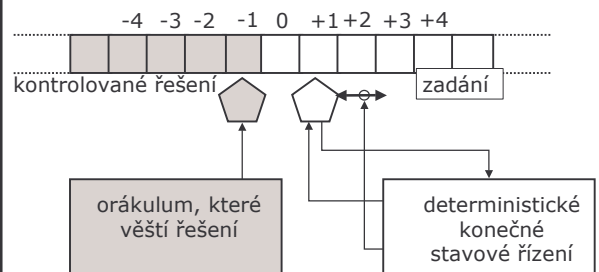 -4 -3 -2 -1 0 +1 +2 +3 +4
kontrolované řešení
zadání
orákulum, které
věští řešení
deterministické
konečné
stavové řízení